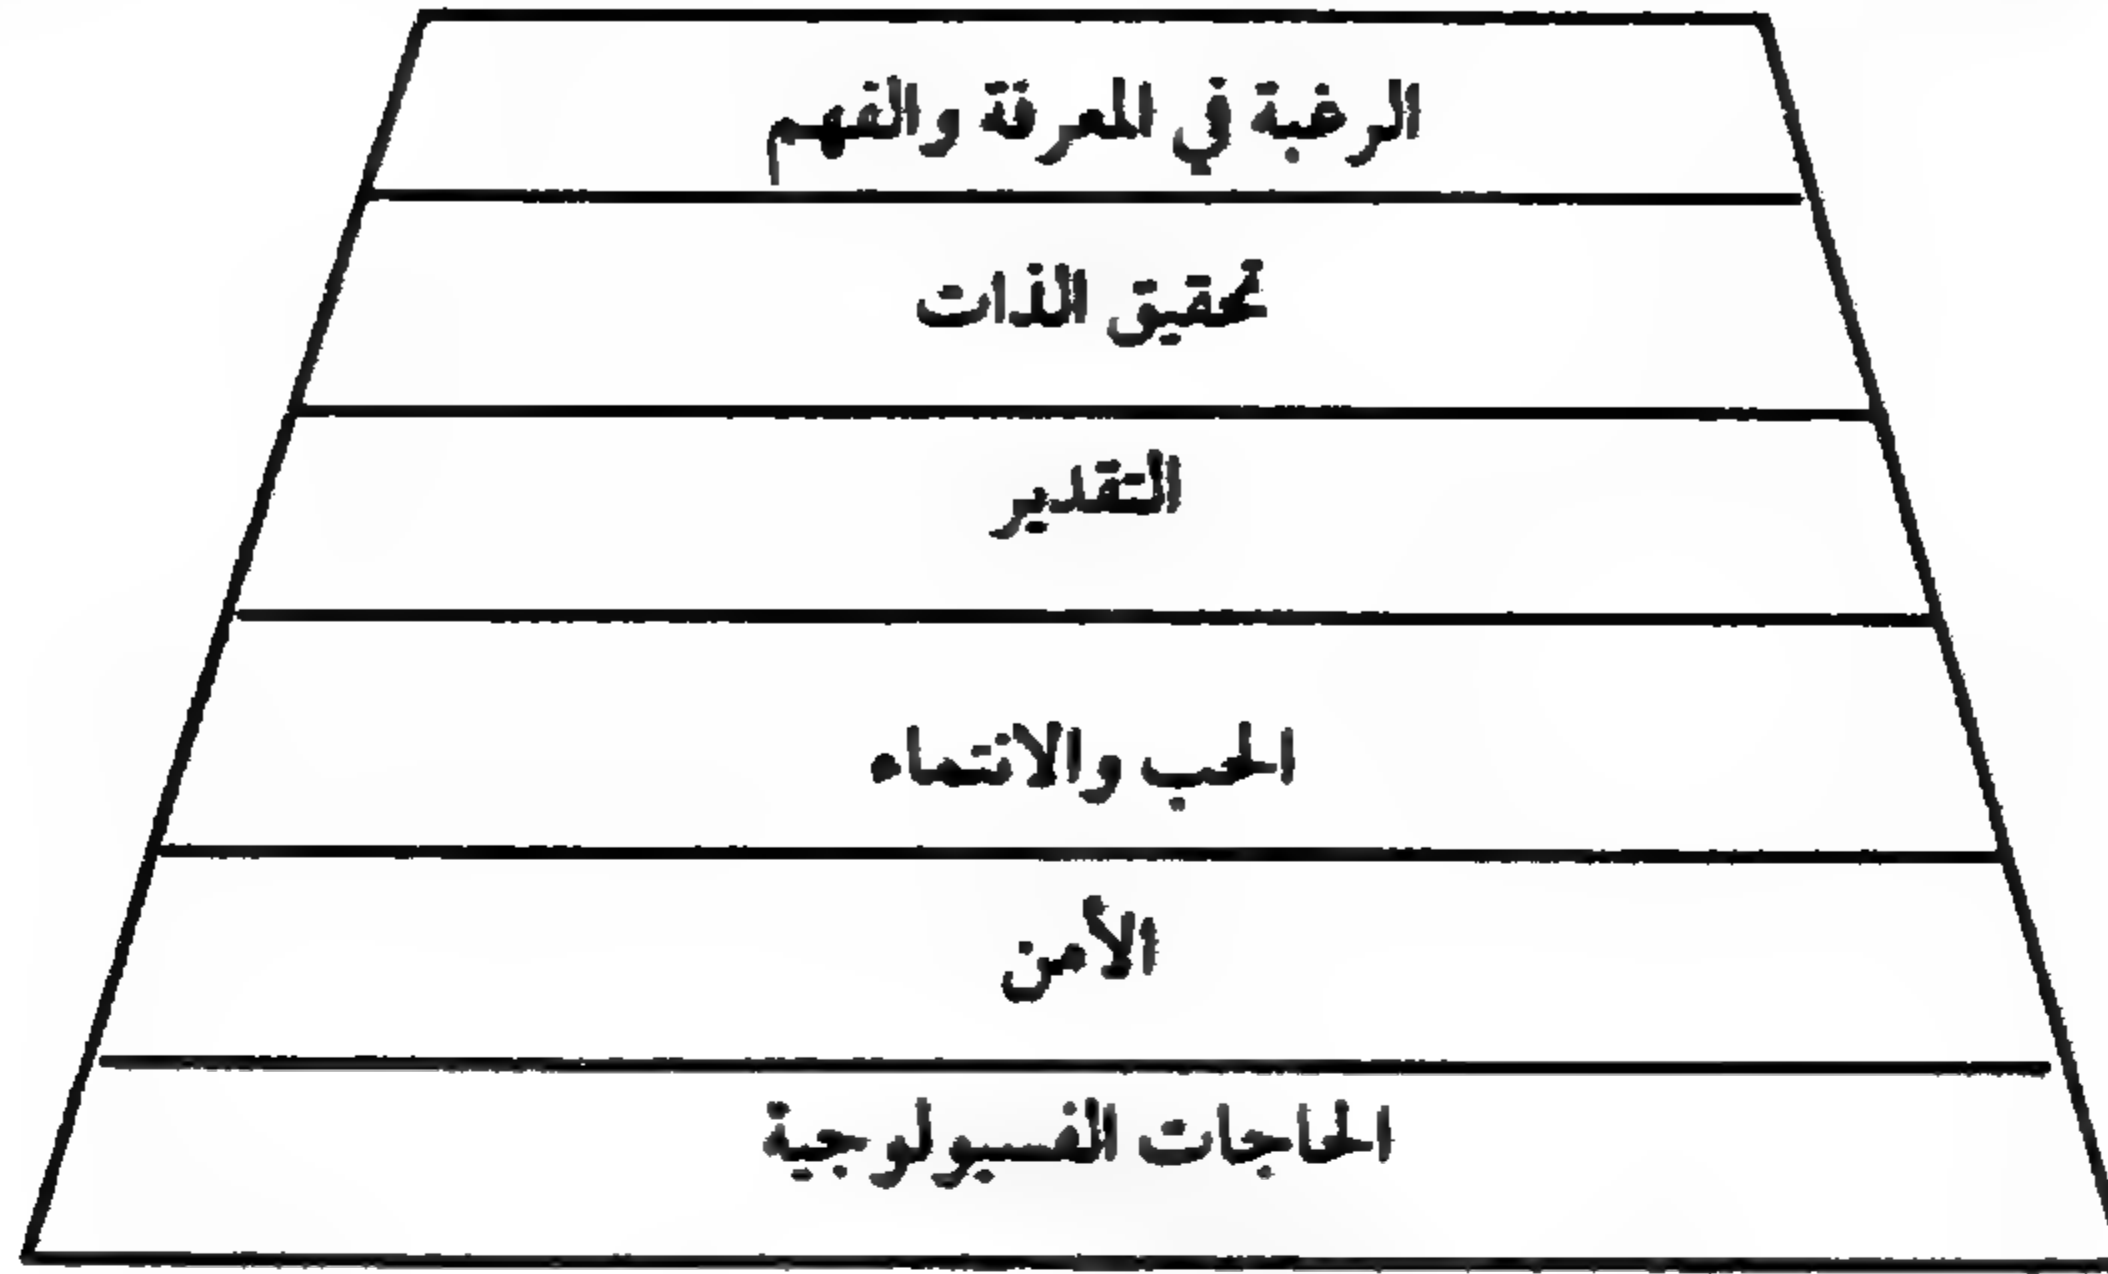 الرغبة في المعرفة والفهم
تحقيق الذات
التقدير
الحب والانتماء
الأمن
الحاجات الفسيولوجية